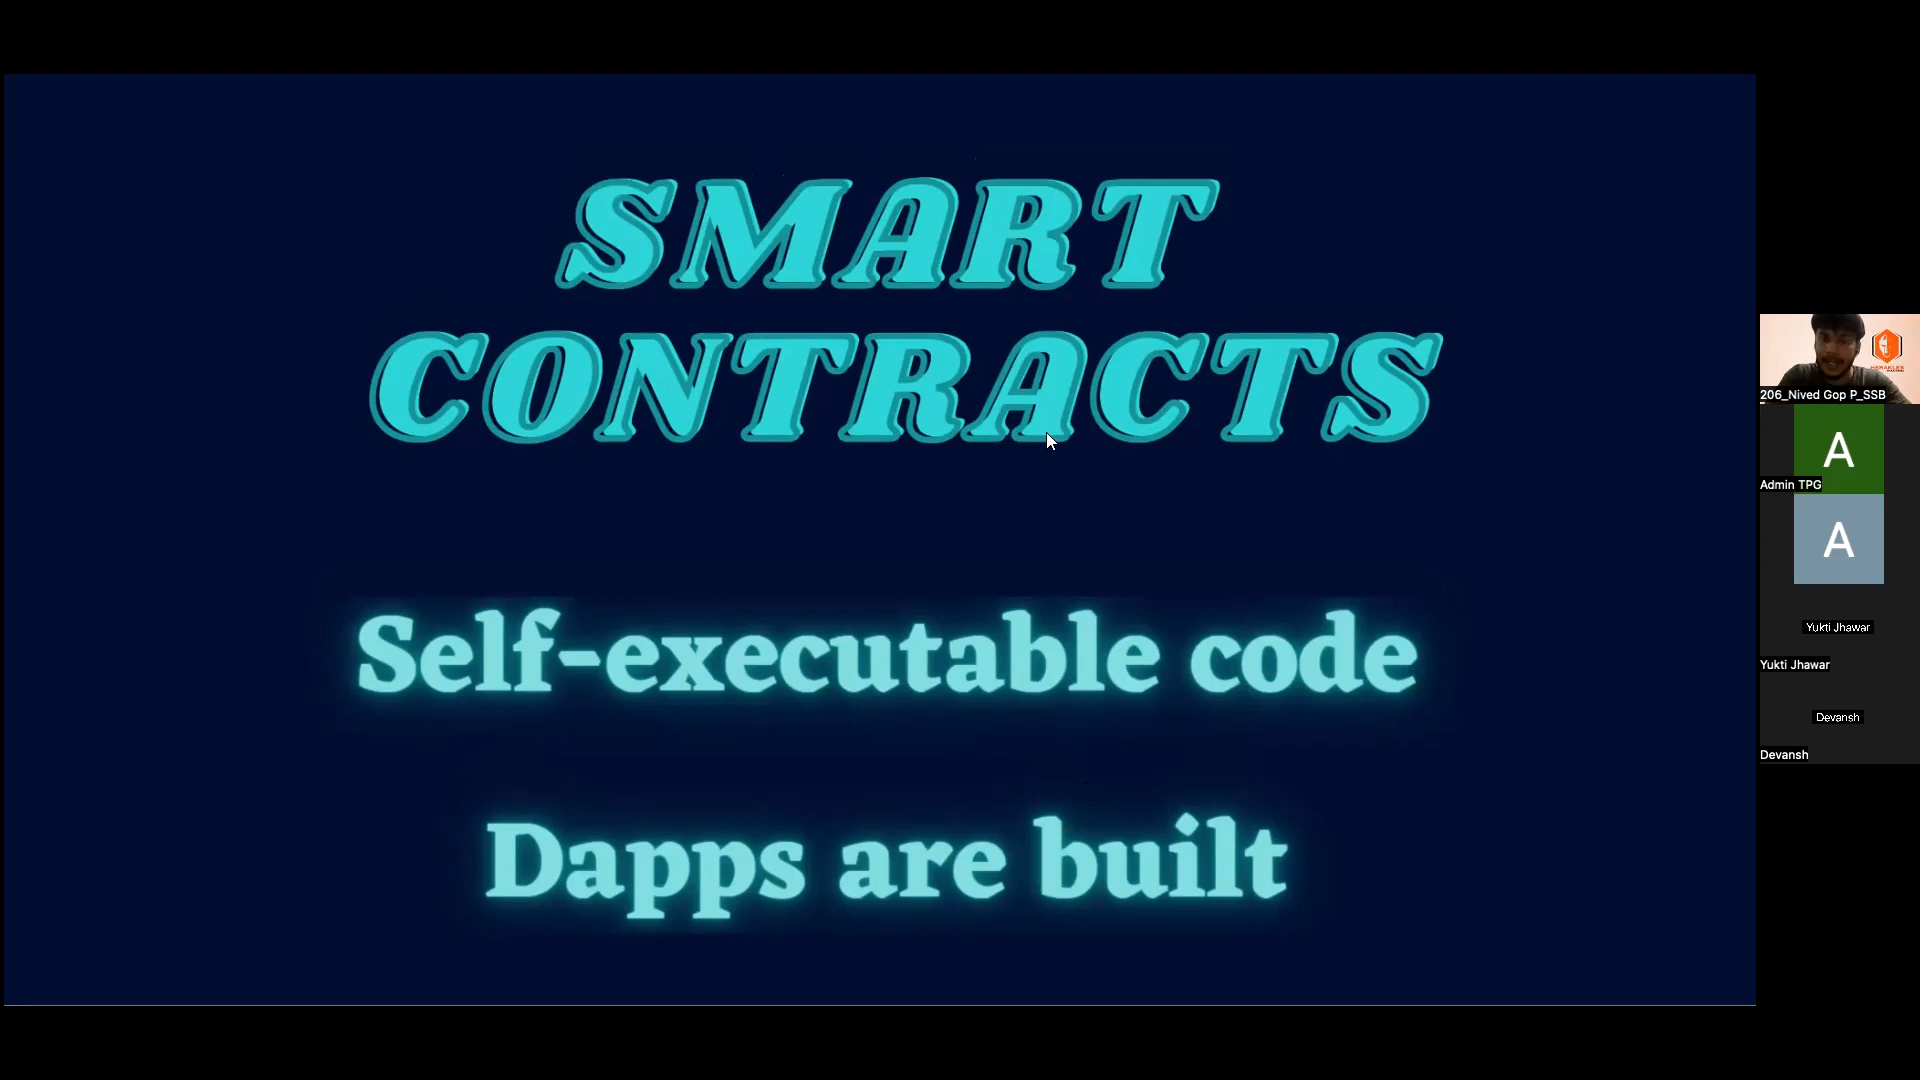 SMART
CONTRACTS
Self-executable code
Dapps are built
206_Nived Gop P_SSB
A
Admin TPG
A
Yukti Jhawar
Yukti Jhawar
Devansh
Devansh